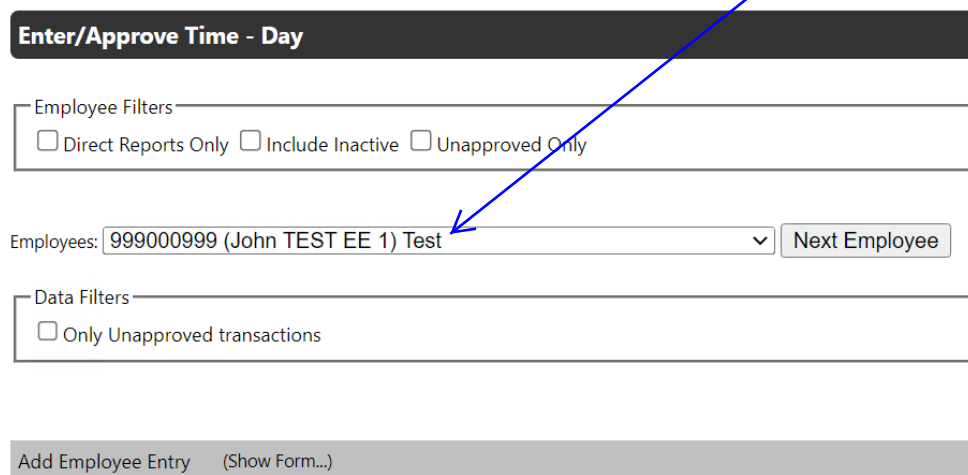 Enter/Approve Time - Day
Employee Filters
Direct Reports Only Include Inactive Unapproved Only
Employees: 999000999 (John TEST EE 1) Test Next Employee
Data Filters
Only Unapproved transactions
Add Employee Entry (Show Form...)